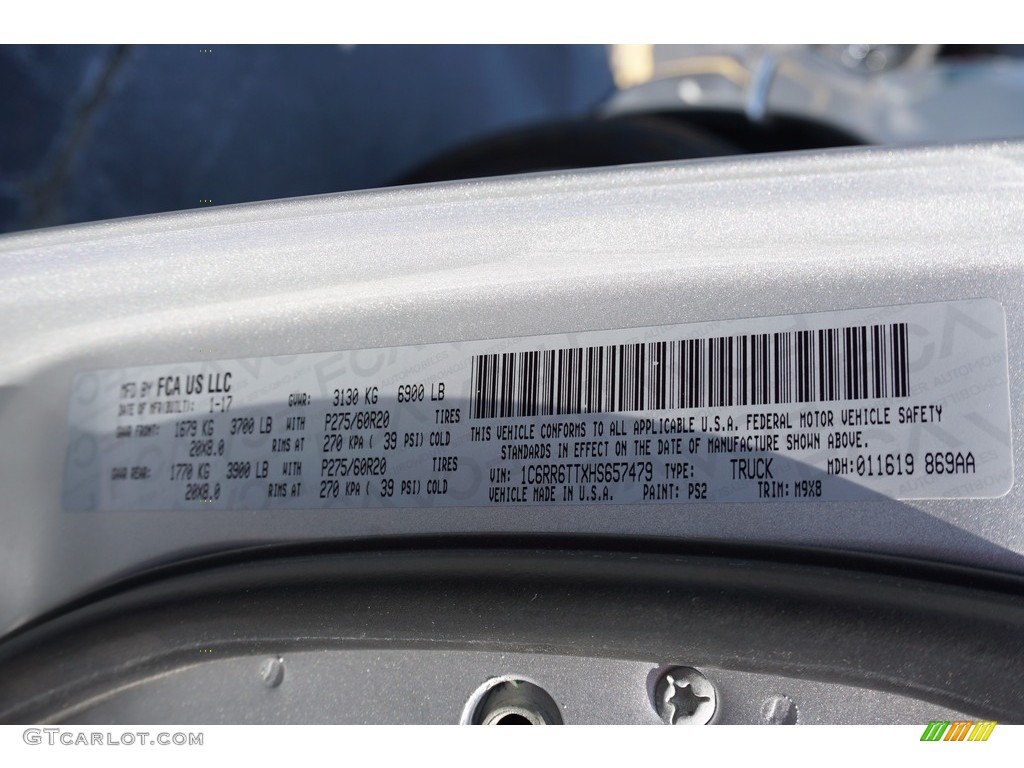 MFD BY FCA US LLC
DATE OF MFR(BUILT): 1-17 GVWR: 3130 KG 6900 LB
GAWR FRONT: 1679 KG 3700 LB WITH P275/60R20 TIRES
20X8.0 RIMS AT 270 KPA ( 39 PSI) COLD
GAWR REAR: 1770 KG 3900 LB WITH P275/60R20 TIRES
20X8.0 RIMS AT 270 KPA ( 39 PSI) COLD
THIS VEHICLE CONFORMS TO ALL APPLICABLE U.S.A. FEDERAL MOTOR VEHICLE SAFETY
STANDARDS IN EFFECT ON THE DATE OF MANUFACTURE SHOWN ABOVE.
VIN: 1C6RR6TTXHS657479 TYPE: TRUCK MDH:011619 869AA
VEHICLE MADE IN U.S.A. PAINT: PS2 TRIM: M9X8
GTCARLOT.COM